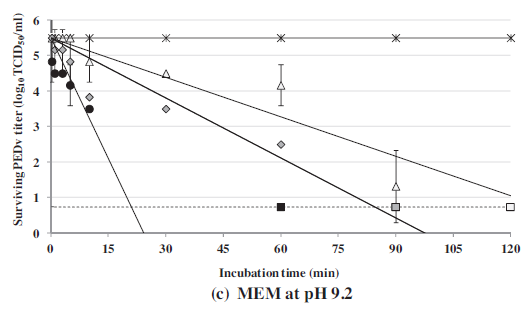 Surviving PEDv titer (log₁₀ TCID₅₀/ml)
6
5
4
3
2
1
0
0 15 30 45 60 75 90 105 120
Incubation time (min)
(c) MEM at pH 9.2